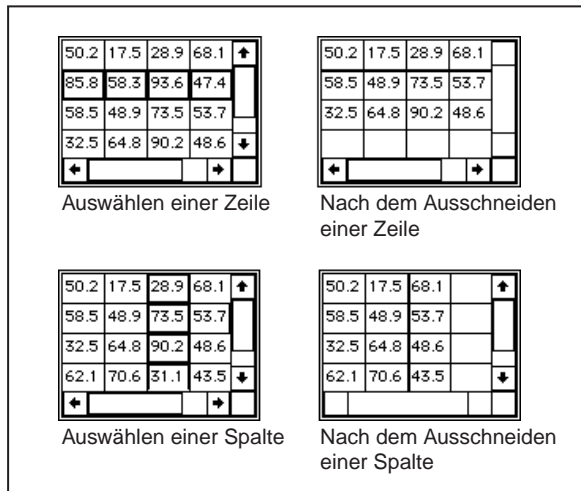 50.2 17.5 28.9 68.1
85.8 58.3 93.6 47.4
58.5 48.9 73.5 53.7
32.5 64.8 90.2 48.6
Auswählen einer Zeile
50.2 17.5 28.9 68.1
58.5 48.9 73.5 53.7
32.5 64.8 90.2 48.6
Nach dem Ausschneiden
einer Zeile
50.2 17.5 28.9 68.1
58.5 48.9 73.5 53.7
32.5 64.8 90.2 48.6
62.1 70.6 31.1 43.5
Auswählen einer Spalte
50.2 17.5 68.1
58.5 48.9 53.7
32.5 64.8 48.6
62.1 70.6 43.5
Nach dem Ausschneiden
einer Spalte